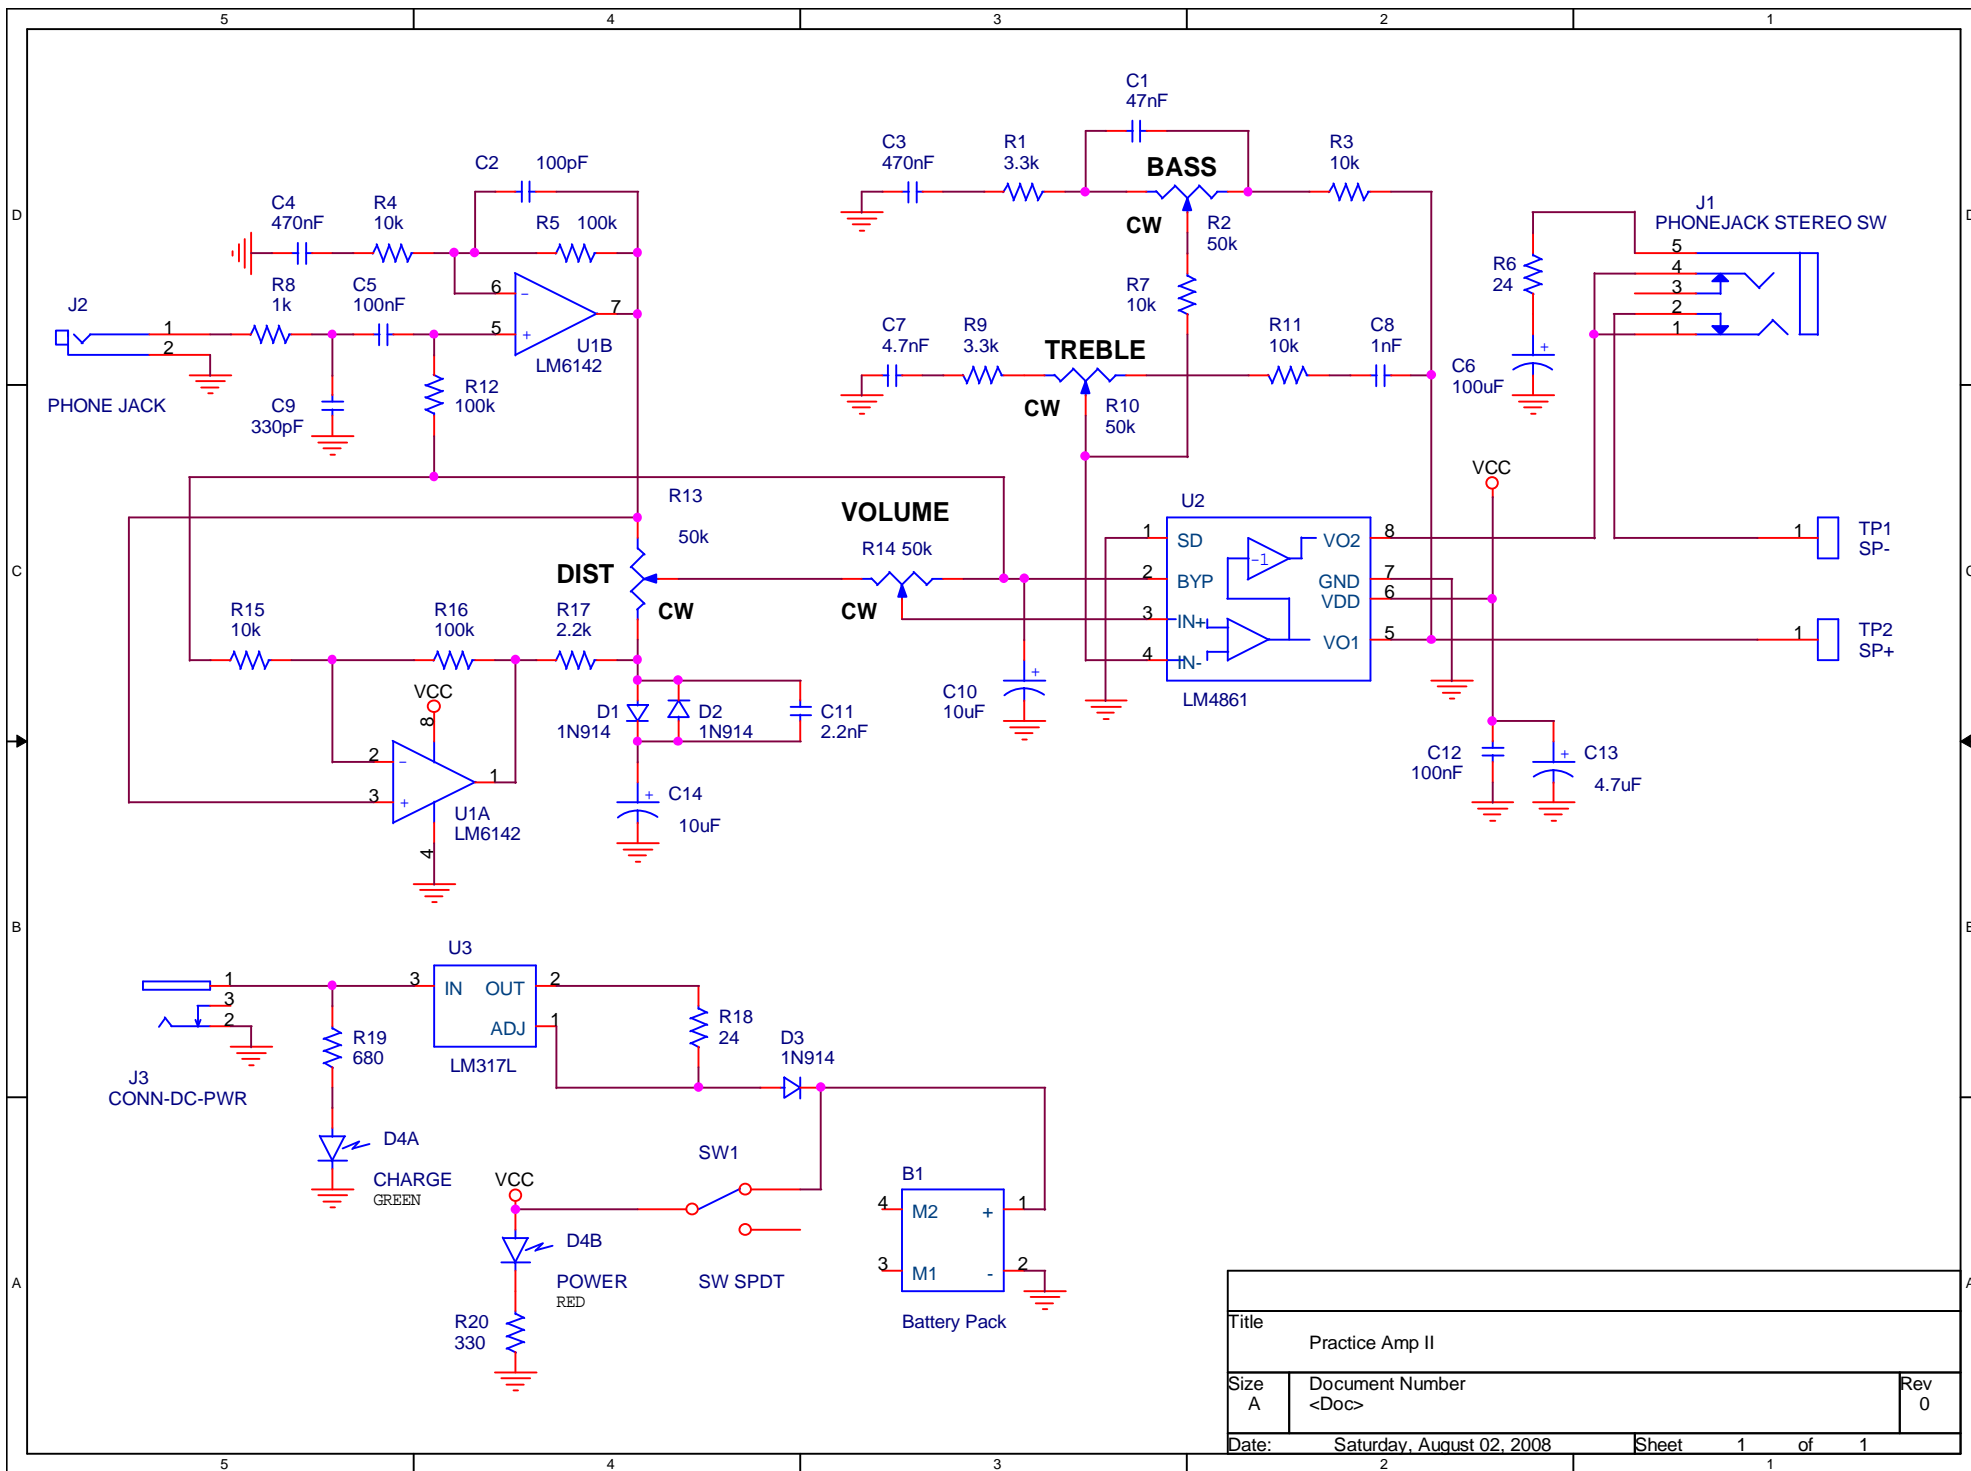 5 4 3 2 1
D
C
B
A
D
C
B
A
C1
47nF
C3
470nF
R1
3.3k
BASS
R3
10k
CW
R2
50k
R7
10k
C2 100pF
C4
470nF
R4
10k
R5 100k
R8
1k
C5
100nF
J2
1
2
PHONE JACK
6
5
7
-
+
U1B
LM6142
R12
100k
C9
330pF
C7
4.7nF
R9
3.3k
TREBLE
R11
10k
C8
1nF
CW
R10
50k
J1
PHONEJACK STEREO SW
5
4
3
2
1
R6
24
C6
100uF
+
VCC
R13
50k
DIST
CW
VOLUME
R14 50k
CW
U2
1 SD
2 BYP
3 IN+
4 IN-
-1
VO2 8
GND 7
VDD 6
VO1 5
LM4861
1 TP1
SP-
1 TP2
SP+
R15
10k
R16
100k
R17
2.2k
VCC
8
2
3
1
4
-
+
U1A
LM6142
D1
1N914
D2
1N914
C11
2.2nF
+ C14
10uF
C10
10uF
+
C12
100nF
+ C13
4.7uF
U3
3 IN OUT 2
ADJ 1
LM317L
1
3
2
J3
CONN-DC-PWR
R19
680
D4A
CHARGE
GREEN
R18
24
D3
1N914
SW1
SW SPDT
VCC
D4B
POWER
RED
R20
330
B1
4 M2 + 1
3 M1 - 2
Battery Pack
Title
Practice Amp II
Size
A
Document Number
<Doc>
Rev
0
Date: Saturday, August 02, 2008 Sheet 1 of 1
5 4 3 2 1